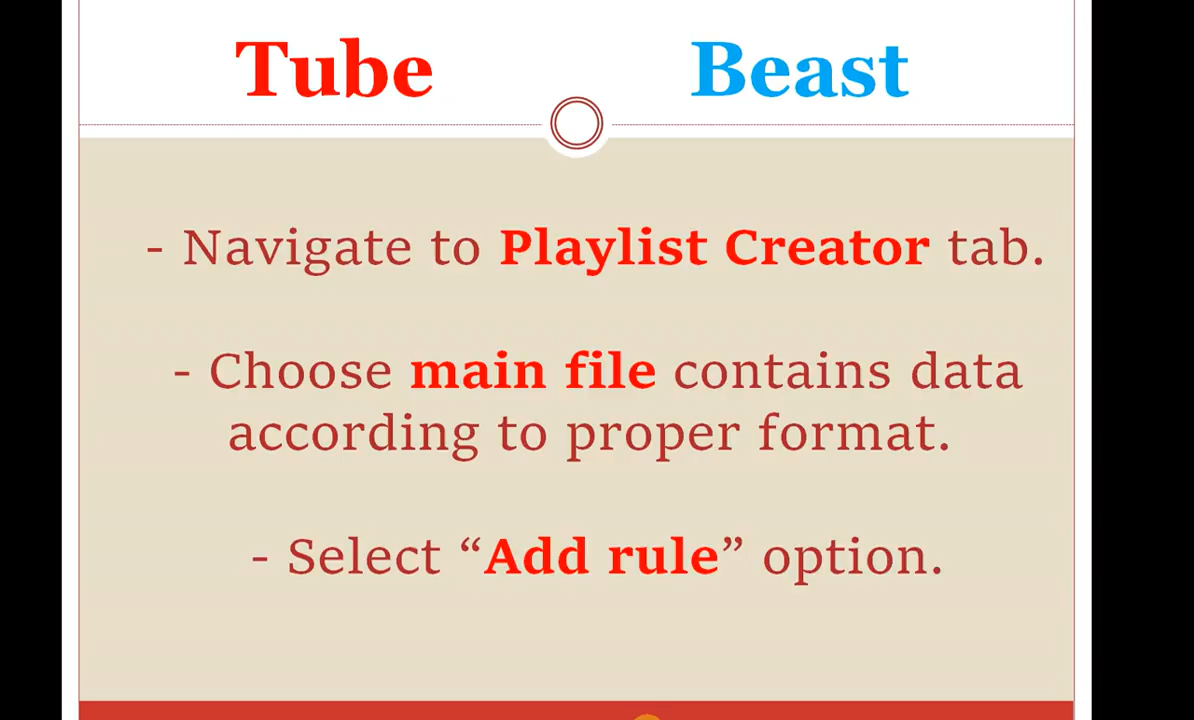 Tube Beast
- Navigate to Playlist Creator tab.
- Choose main file contains data
according to proper format.
- Select “Add rule” option.